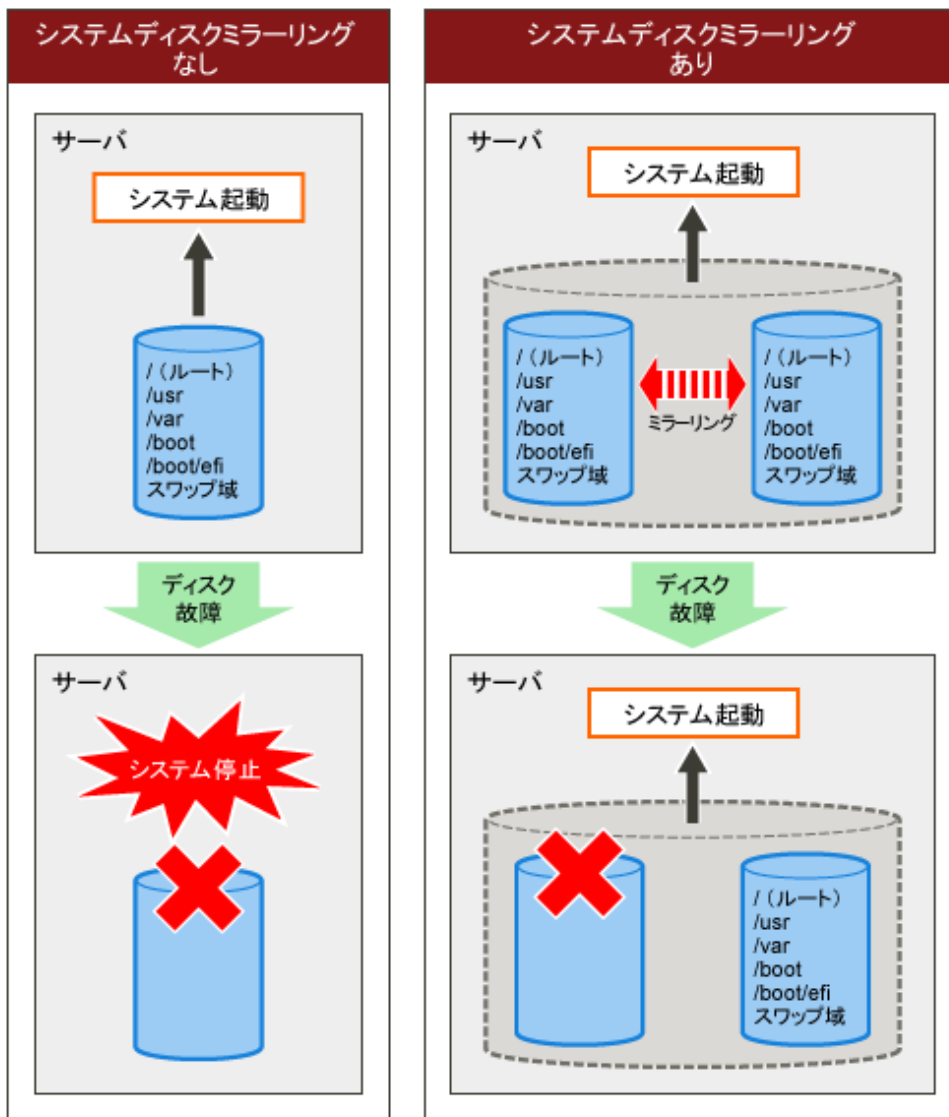 システムディスクミラーリング
なし
サーバ
システム起動
/（ルート）
/usr
/var
/boot
/boot/efi
スワップ域
ディスク
故障
サーバ
システム停止
システムディスクミラーリング
あり
サーバ
システム起動
/（ルート）
/usr
/var
/boot
/boot/efi
スワップ域
ミラーリング
/（ルート）
/usr
/var
/boot
/boot/efi
スワップ域
ディスク
故障
サーバ
システム起動
/（ルート）
/usr
/var
/boot
/boot/efi
スワップ域